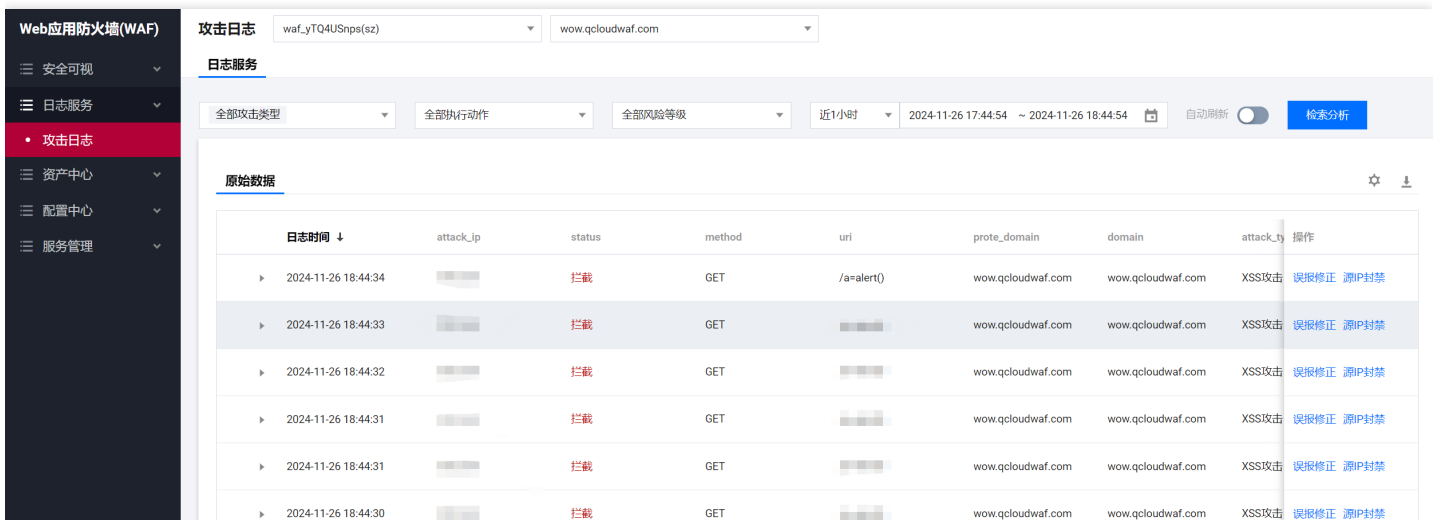 Web应用防火墙(WAF)
安全可视
日志服务
攻击日志
资产中心
配置中心
服务管理
攻击日志 waf_yTQ4USnps(sz) wow.qcloudwaf.com
日志服务
全部攻击类型 全部执行动作 全部风险等级 近1小时 2024-11-26 17:44:54 ~ 2024-11-26 18:44:54 自动刷新 检索分析
原始数据
日志时间 ↓ attack_ip status method uri prote_domain domain attack_ty 操作
2024-11-26 18:44:34 拦截 GET /a=alert() wow.qcloudwaf.com wow.qcloudwaf.com XSS攻击 误报修正 源IP封禁
2024-11-26 18:44:33 拦截 GET wow.qcloudwaf.com wow.qcloudwaf.com XSS攻击 误报修正 源IP封禁
2024-11-26 18:44:32 拦截 GET wow.qcloudwaf.com wow.qcloudwaf.com XSS攻击 误报修正 源IP封禁
2024-11-26 18:44:31 拦截 GET wow.qcloudwaf.com wow.qcloudwaf.com XSS攻击 误报修正 源IP封禁
2024-11-26 18:44:31 拦截 GET wow.qcloudwaf.com wow.qcloudwaf.com XSS攻击 误报修正 源IP封禁
2024-11-26 18:44:30 拦截 GET wow.qcloudwaf.com wow.qcloudwaf.com XSS攻击 误报修正 源IP封禁